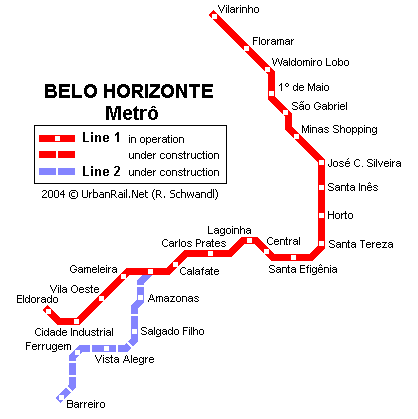 Vilarinho
Floramar
Waldomiro Lobo
1º de Maio
São Gabriel
Minas Shopping
José C. Silveira
Santa Inês
Horto
Santa Tereza
BELO HORIZONTE
Metrô
Line 1 in operation
under construction
Line 2 under construction
2004 © UrbanRail.Net (R. Schwandl)
Lagoinha
Central
Carlos Prates
Santa Efigênia
Gameleira
Calafate
Vila Oeste
Eldorado
Amazonas
Cidade Industrial
Salgado Filho
Ferrugem
Vista Alegre
Barreiro